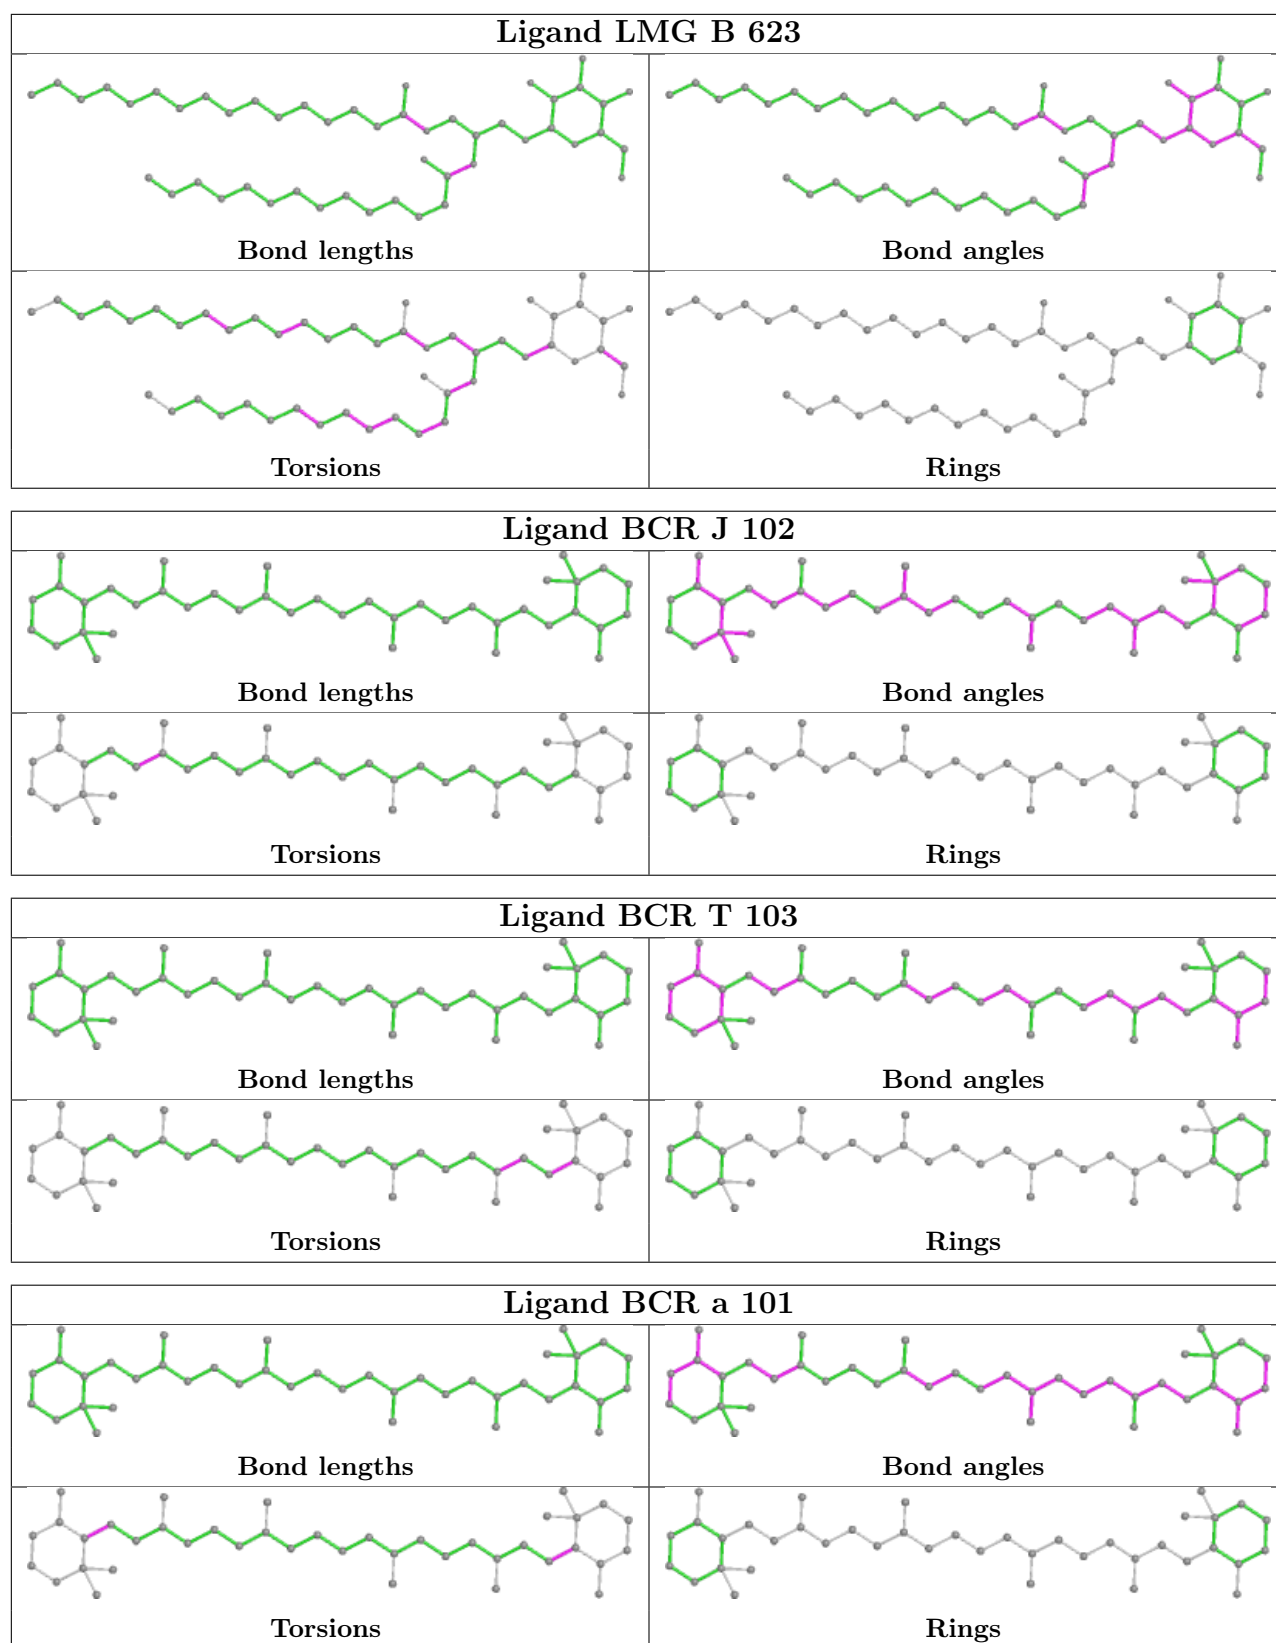 Ligand LMG B 623
Bond lengths
Bond angles
Torsions
Rings
Ligand BCR J 102
Bond lengths
Bond angles
Torsions
Rings
Ligand BCR T 103
Bond lengths
Bond angles
Torsions
Rings
Ligand BCR a 101
Bond lengths
Bond angles
Torsions
Rings